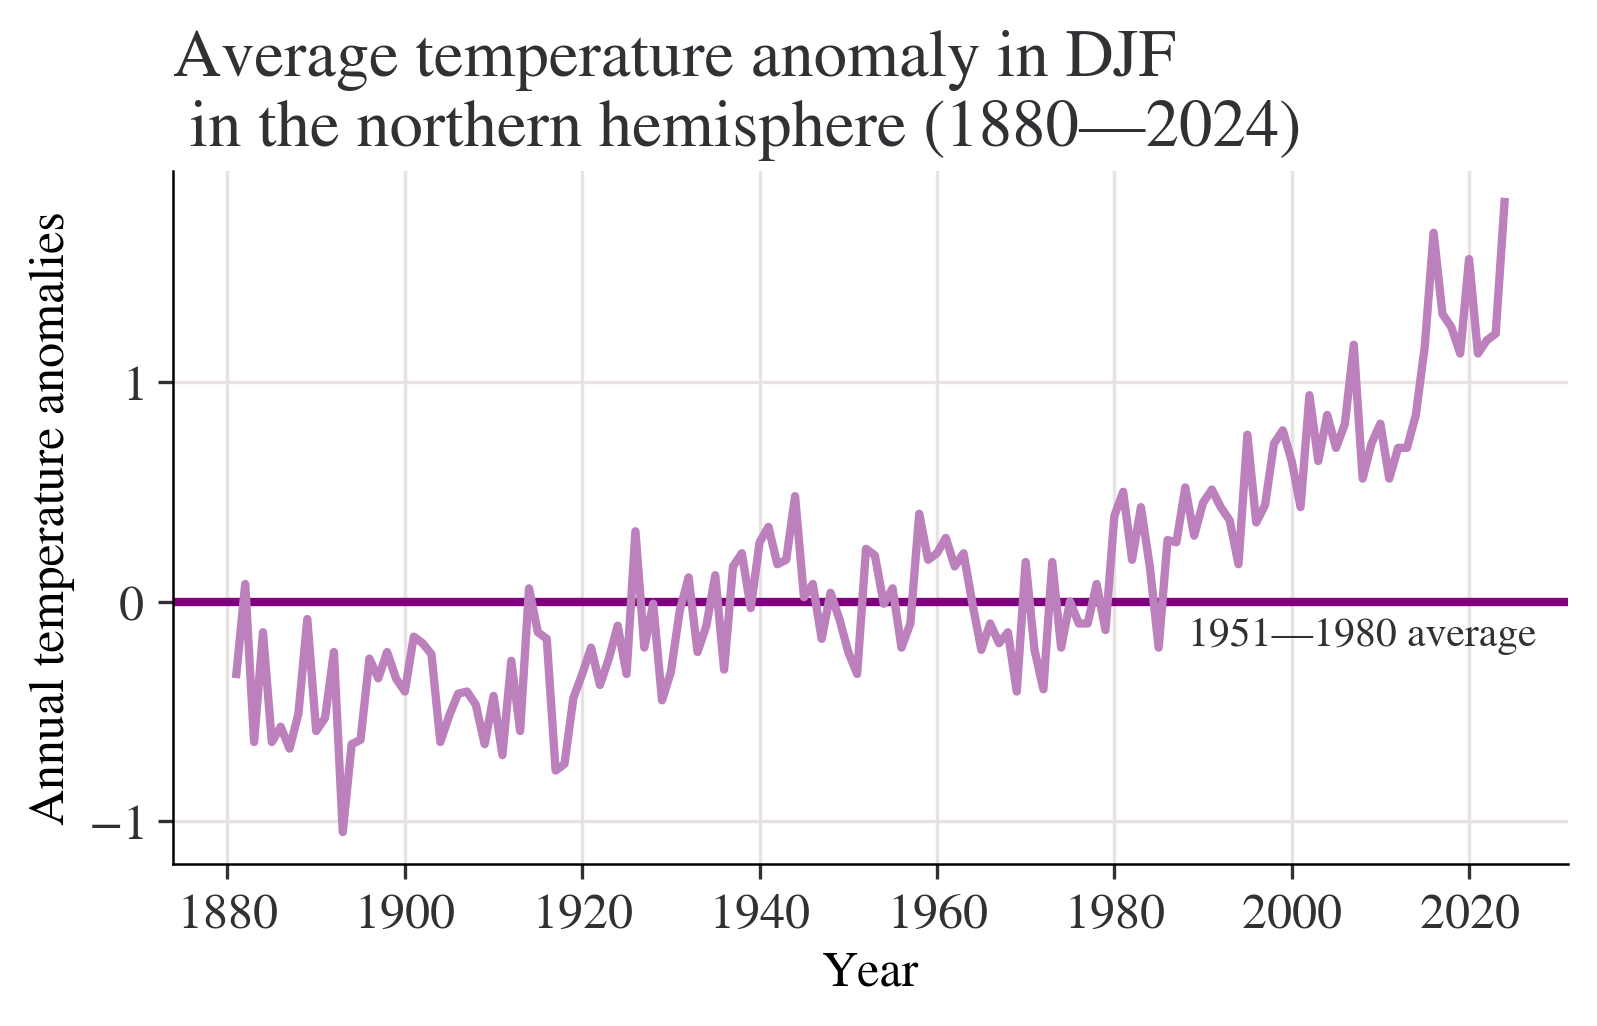 Average temperature anomaly in DJF
in the northern hemisphere (1880—2024)
Annual temperature anomalies
1
0
−1
1951—1980 average
1880 1900 1920 1940 1960 1980 2000 2020
Year